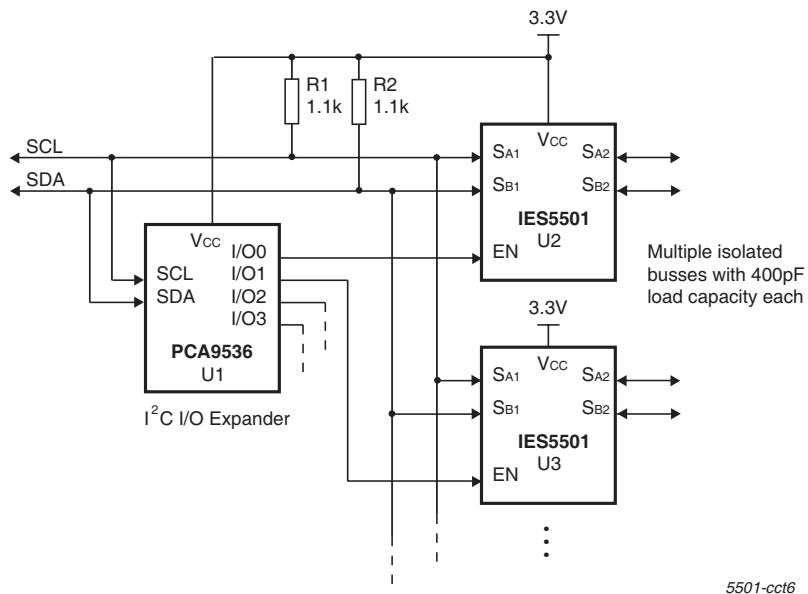 3.3V
R1
1.1k
R2
1.1k
SCL
SDA
VCC
SA1
SA2
SB1
SB2
IES5501
U2
EN
VCC
I/O0
SCL
I/O1
SDA
I/O2
I/O3
PCA9536
U1
I2C I/O Expander
Multiple isolated
busses with 400pF
load capacity each
3.3V
VCC
SA1
SA2
SB1
SB2
IES5501
U3
EN
5501-cct6